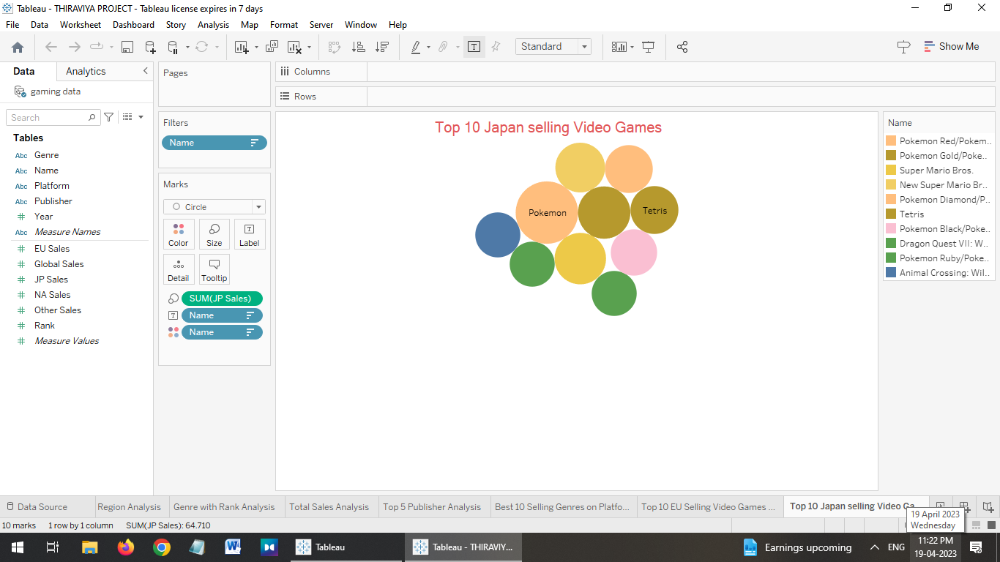 Tableau - THIRAVIYA PROJECT - Tableau license expires in 7 days
File Data Worksheet Dashboard Story Analysis Map Format Server Window Help
Standard
Show Me
Data Analytics
gaming data
Search
Tables
Abc Genre
Abc Name
Abc Platform
Abc Publisher
# Year
Abc Measure Names
# EU Sales
# Global Sales
# JP Sales
# NA Sales
# Other Sales
# Rank
# Measure Values
Pages
Filters
Name
Marks
Circle
Color Size Label
Detail Tooltip
SUM(JP Sales)
Name
Name
Columns
Rows
Top 10 Japan selling Video Games
Pokemon
Tetris
Name
Pokemon Red/Pokem..
Pokemon Gold/Poke..
Super Mario Bros.
New Super Mario Br..
Pokemon Diamond/P..
Tetris
Pokemon Black/Poke..
Dragon Quest VII: W..
Pokemon Ruby/Poke..
Animal Crossing: Wil..
Data Source Region Analysis Genre with Rank Analysis Total Sales Analysis Top 5 Publisher Analysis Best 10 Selling Genres on Platfo... Top 10 EU Selling Video Games ... Top 10 Japan selling Video Ga
19 April 2023
Wednesday
10 marks 1 row by 1 column SUM(JP Sales): 64.710
Tableau Tableau - THIRAVIY... Earnings upcoming ENG 11:22 PM
19-04-2023